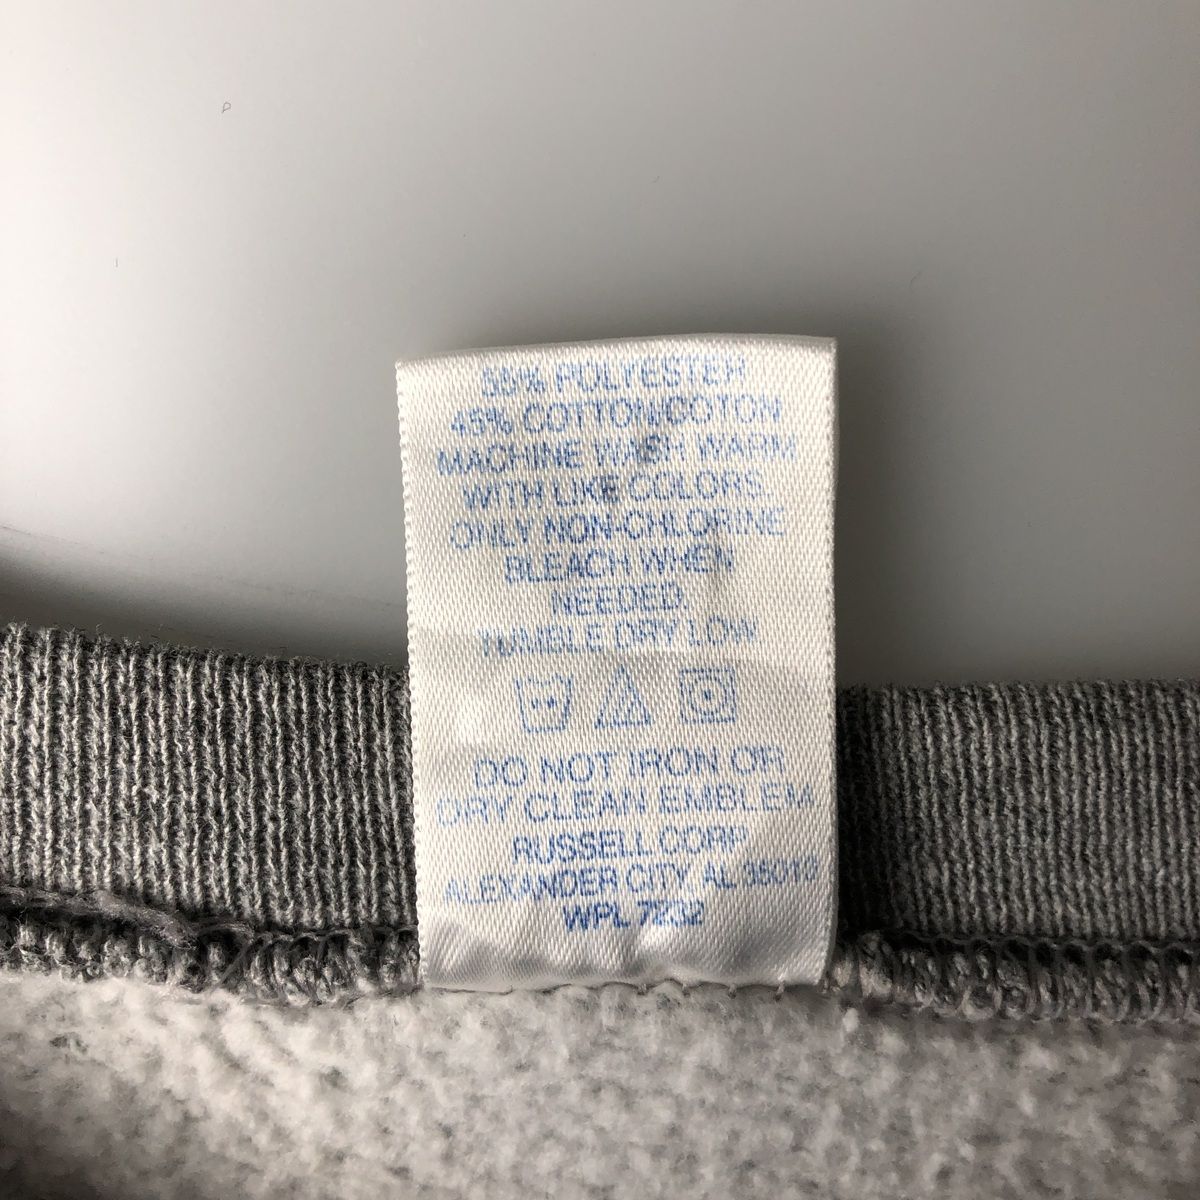 55% POLYESTER
45% COTTON/COTON
MACHINE WASH WARM
WITH LIKE COLORS.
ONLY NON-CHLORINE
BLEACH WHEN
NEEDED.
TUMBLE DRY LOW
DO NOT IRON OR
DRY CLEAN EMBLEM
RUSSELL CORP
ALEXANDER CITY, AL 35010
WPL 7232